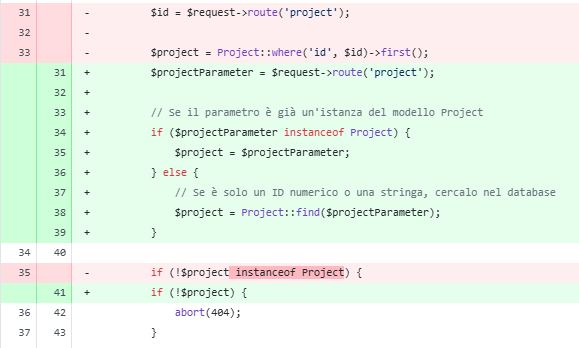 31 - $id = $request->route('project');
32 -
33 - $project = Project::where('id', $id)->first();
31 + $projectParameter = $request->route('project');
32 +
33 + // Se il parametro è già un'istanza del modello Project
34 + if ($projectParameter instanceof Project) {
35 + $project = $projectParameter;
36 + } else {
37 + // Se è solo un ID numerico o una stringa, cercalo nel database
38 + $project = Project::find($projectParameter);
39 + }
34 40
35 - if (!$project instanceof Project) {
41 + if (!$project) {
36 42 abort(404);
37 43 }